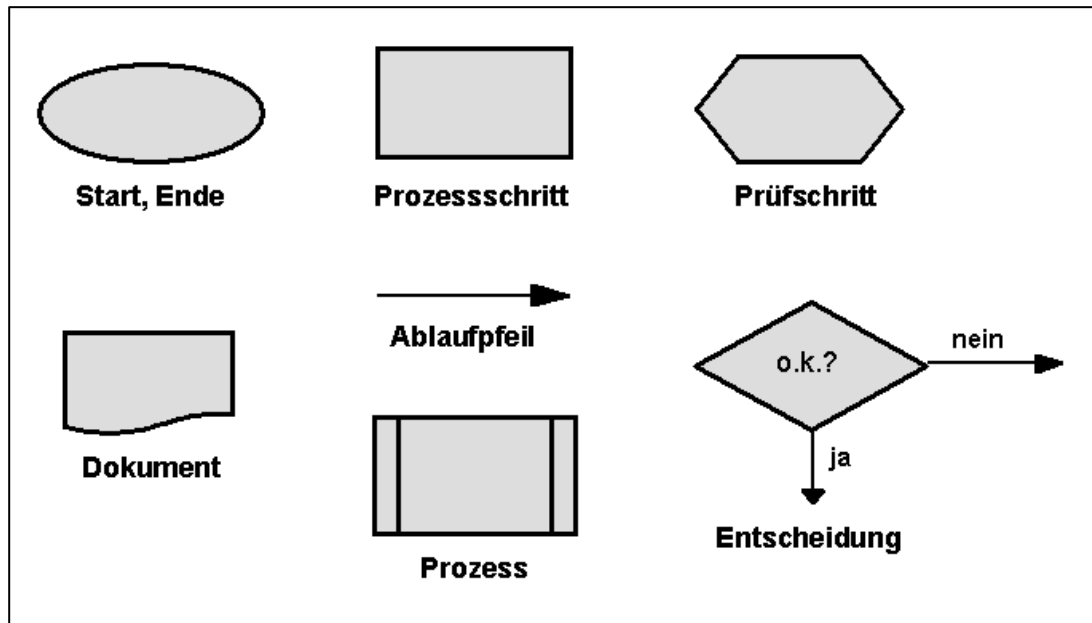 Start, Ende
Prozessschritt
Prüfschritt
Ablaufpfeil
o.k.?
nein
ja
Dokument
Entscheidung
Prozess